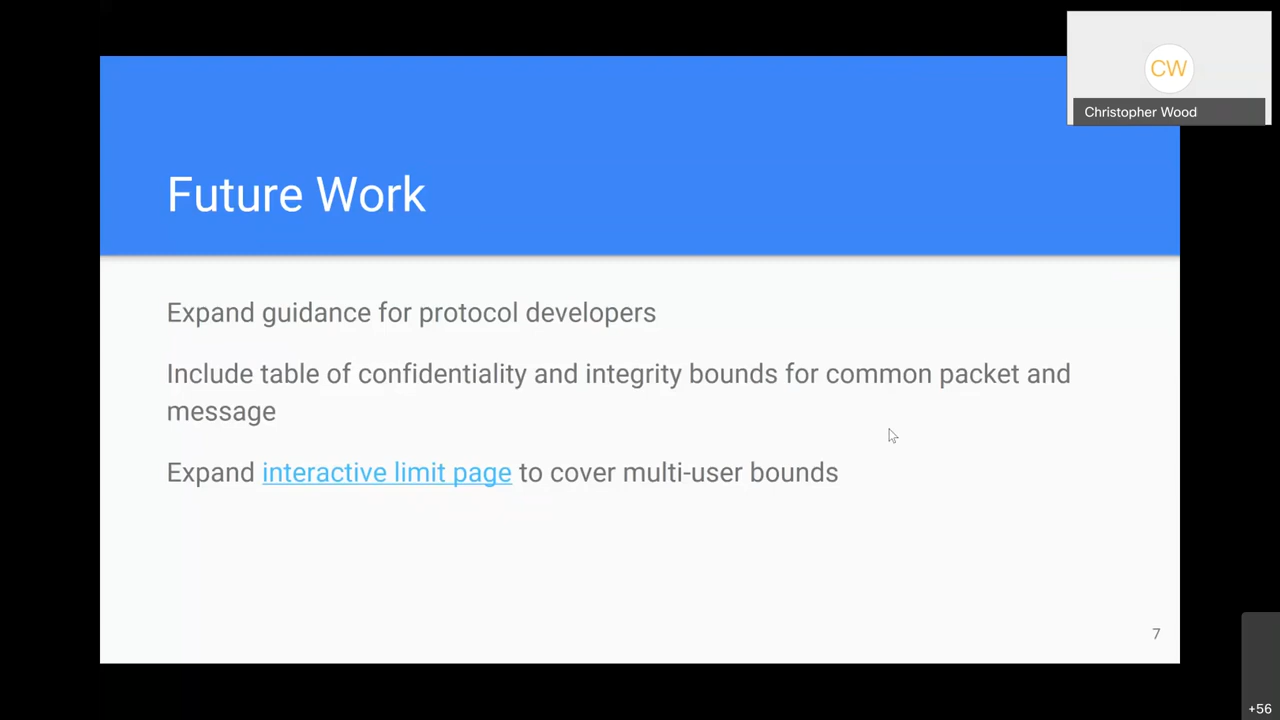 CW
Christopher Wood
Future Work
Expand guidance for protocol developers
Include table of confidentiality and integrity bounds for common packet and
message
Expand interactive limit page to cover multi-user bounds
7
+56